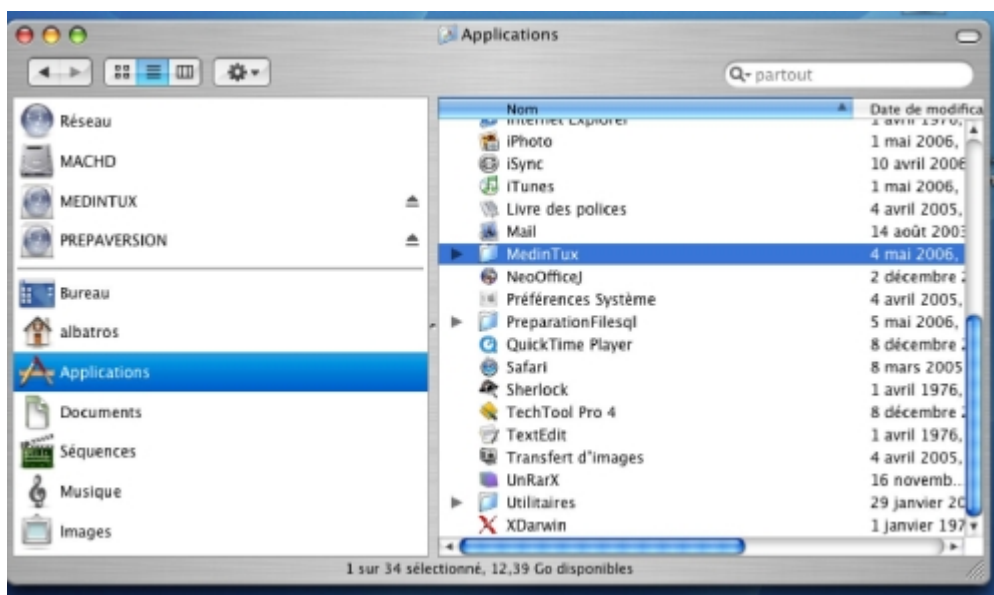 Applications
partout
Réseau
MACHD
MEDINTUX
PREPAVERSION
Bureau
albatros
Applications
Documents
Séquences
Musique
Images
Nom Date de modifica
Internet Explorer 1 avril 1976,
iPhoto 1 mai 2006,
iSync 10 avril 2006
iTunes 1 mai 2006,
Livre des polices 4 avril 2005,
Mail 14 août 2003
MedinTux 4 mai 2006,
NeoOfficeJ 2 décembre
Préférences Système 4 avril 2005,
PreparationFilesql 5 mai 2006,
QuickTime Player 8 décembre
Safari 8 mars 2005
Sherlock 1 avril 1976,
TechTool Pro 4 8 décembre
TextEdit 1 avril 1976,
Transfert d'images 4 avril 2005,
UnRarX 16 novemb...
Utilitaires 29 janvier 20
XDarwin 1 janvier 197
1 sur 34 sélectionné, 12,39 Go disponibles